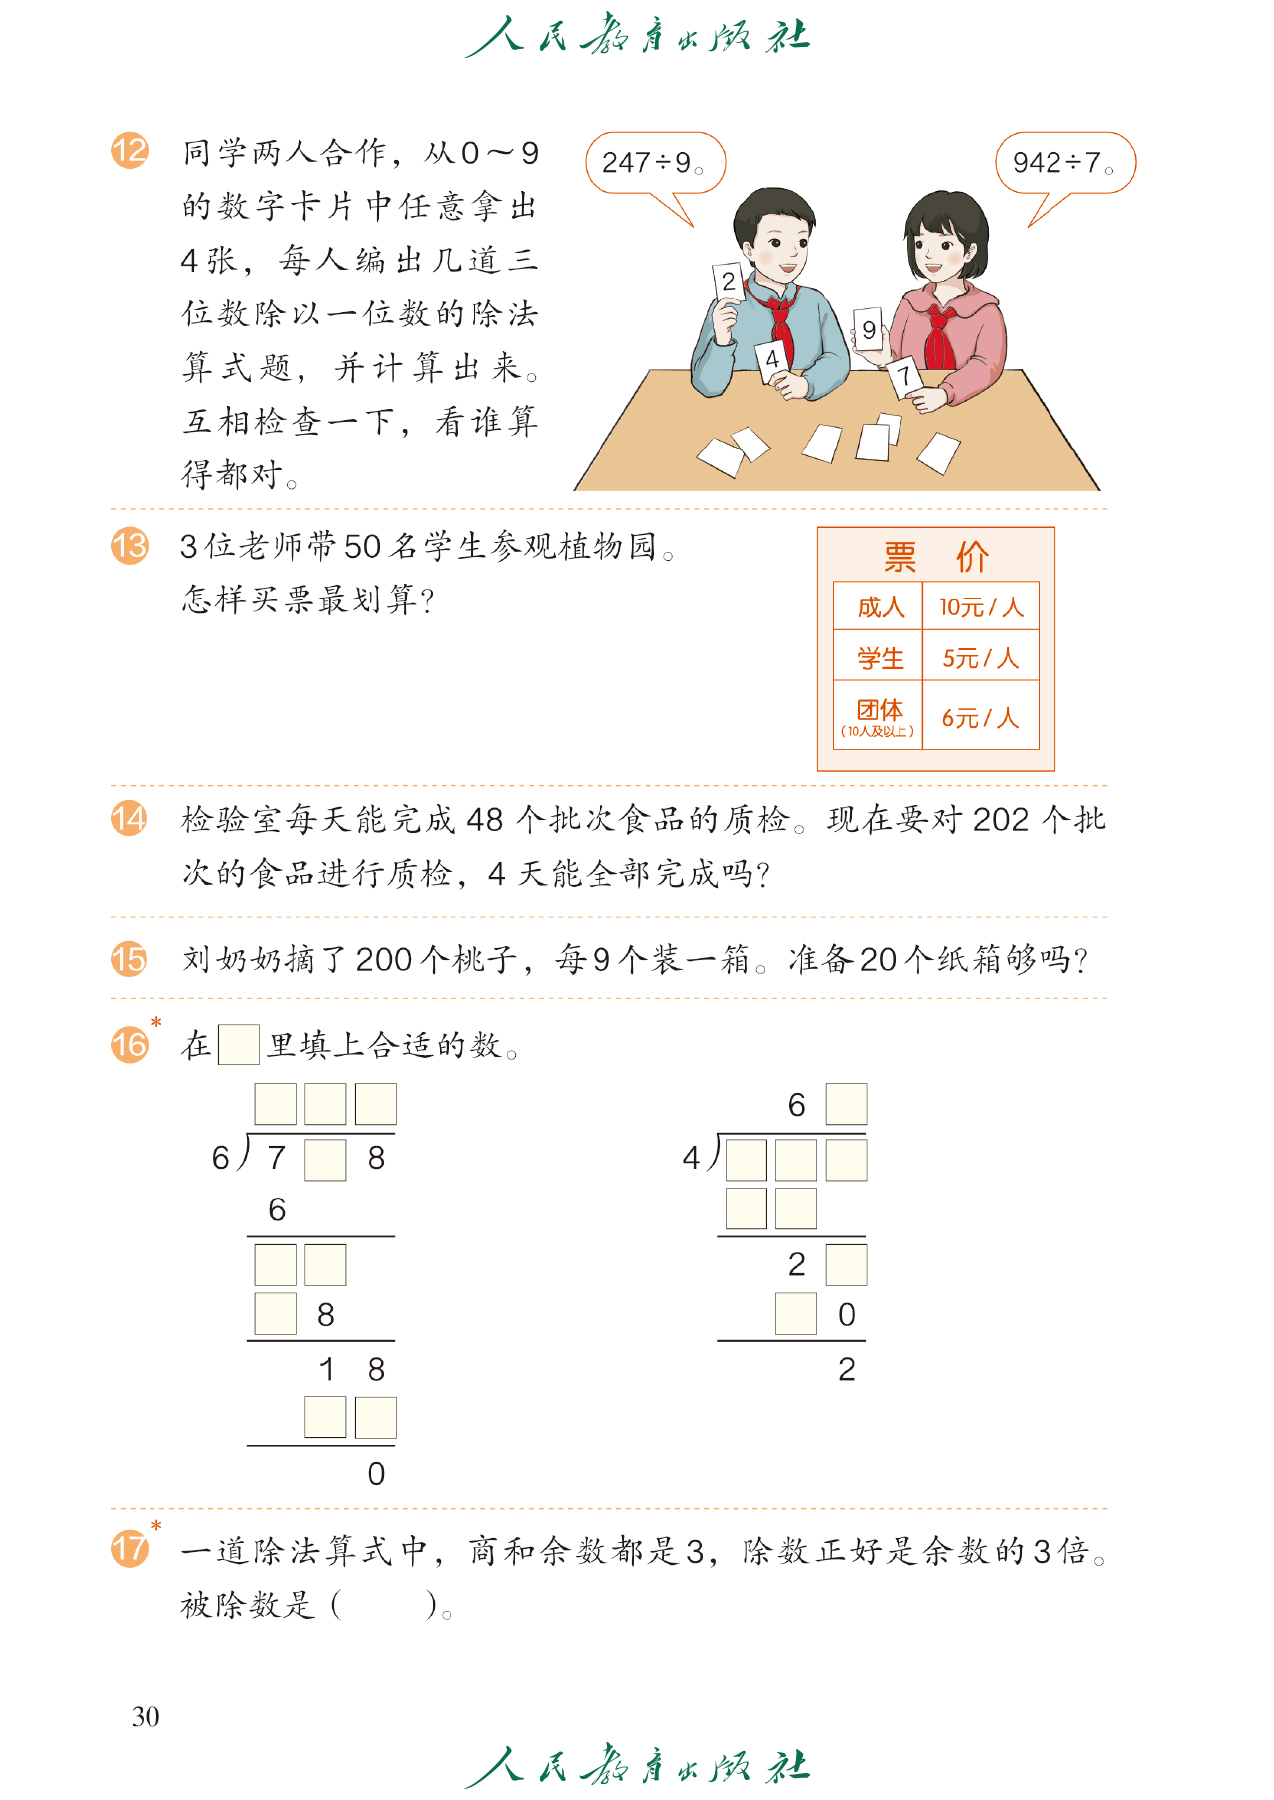 人民教育出版社
12 同学两人合作，从0～9
的数字卡片中任意拿出
4张，每人编出几道三
位数除以一位数的除法
算式题，并计算出来。
互相检查一下，看谁算
得都对。
247÷9。
942÷7。
2
4
9
7
13 3位老师带50名学生参观植物园。
怎样买票最划算？
票 价
成人 10元/人
学生 5元/人
团体 6元/人
（10人及以上）
14 检验室每天能完成 48 个批次食品的质检。现在要对 202 个批
次的食品进行质检，4 天能全部完成吗？
15 刘奶奶摘了200个桃子，每9个装一箱。准备20个纸箱够吗？
16* 在□里填上合适的数。
□□□
6)7□8
6
□□
□8
18
□□
0
6□
4)□□□
□□
2□
□0
2
17* 一道除法算式中，商和余数都是3，除数正好是余数的3倍。
被除数是（ ）。
30
人民教育出版社